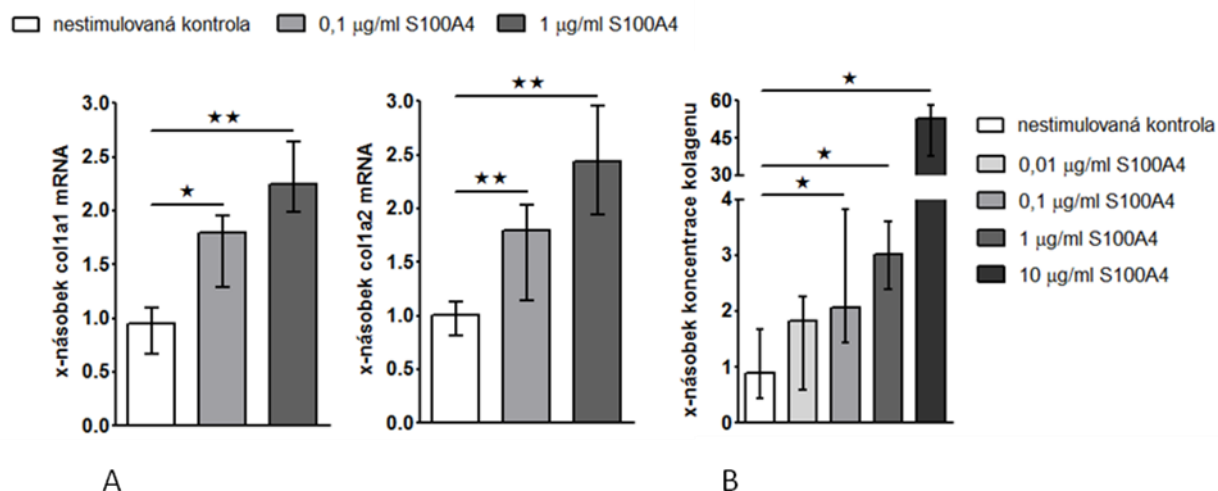 nestimulovaná kontrola 0,1 µg/ml S100A4 1 µg/ml S100A4
x-násobek col1a1 mRNA
3.0
2.5
2.0
1.5
1.0
0.5
0.0
★
★★
x-násobek col1a2 mRNA
3.0
2.5
2.0
1.5
1.0
0.5
0.0
★★
★★
x-násobek koncentrace kolagenu
60
45
30
4
3
2
1
0
★
★
★
nestimulovaná kontrola
0,01 µg/ml S100A4
0,1 µg/ml S100A4
1 µg/ml S100A4
10 µg/ml S100A4
A
B